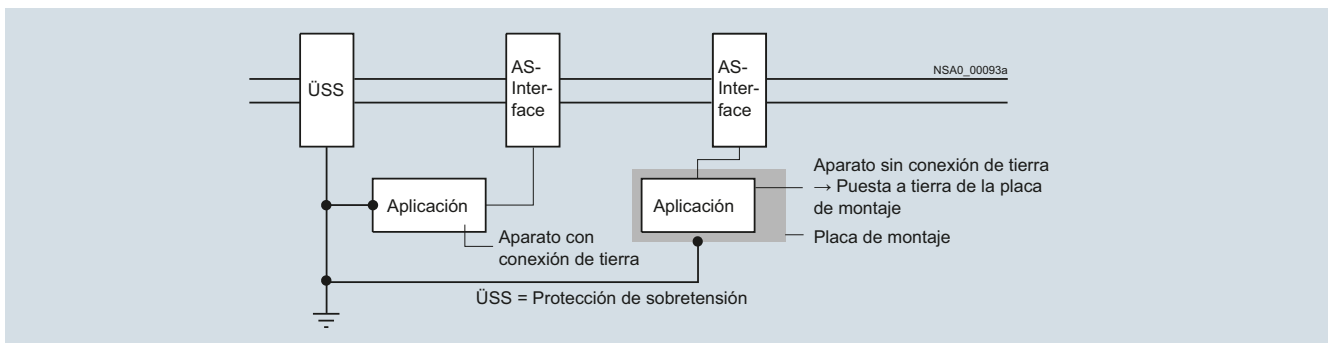 ÜSS
AS-
Inter-
face
AS-
Inter-
face
NSA0_00093a
Aplicación
Aparato con
conexión de tierra
Aplicación
Aparato sin conexión de tierra
→ Puesta a tierra de la placa
de montaje
Placa de montaje
ÜSS = Protección de sobretensión